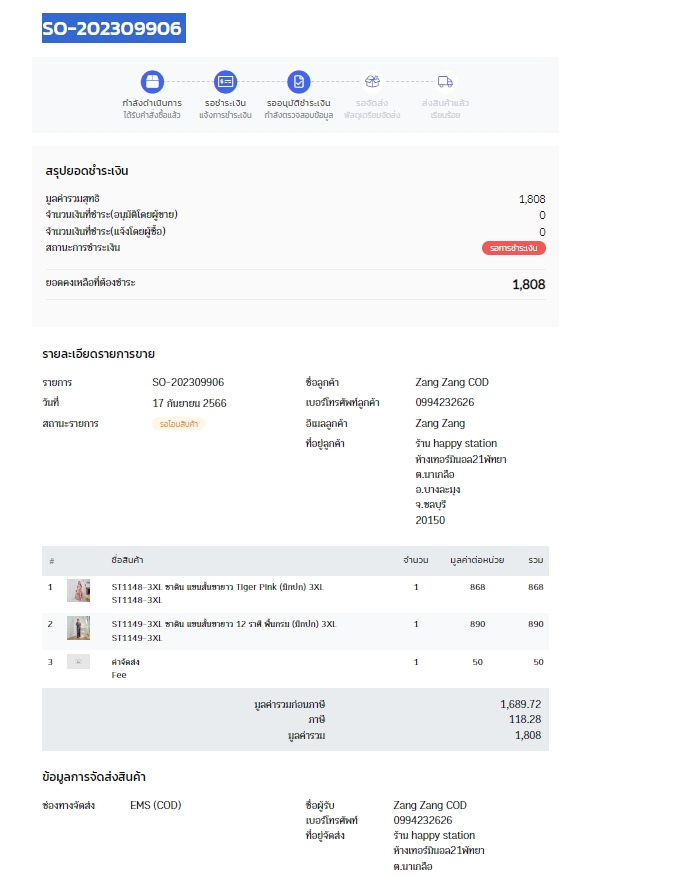 SO-202309906
กำลังดำเนินการ
ได้รับคำสั่งซื้อแล้ว
รอชำระเงิน
แจ้งการชำระเงิน
รออนุมัติชำระเงิน
กำลังตรวจสอบข้อมูล
รอจัดส่ง
พัสดุเตรียมจัดส่ง
ส่งสินค้าแล้ว
เรียบร้อย
สรุปยอดชำระเงิน
มูลค่ารวมสุทธิ 1,808
จำนวนเงินที่ชำระ(อนุมัติโดยผู้ขาย) 0
จำนวนเงินที่ชำระ(แจ้งโดยผู้ซื้อ) 0
สถานะการชำระเงิน รอการชำระเงิน
ยอดคงเหลือที่ต้องชำระ 1,808
รายละเอียดรายการขาย
รายการ SO-202309906
วันที่ 17 กันยายน 2566
สถานะรายการ รอโอนสินค้า
ชื่อลูกค้า Zang Zang COD
เบอร์โทรศัพท์ลูกค้า 0994232626
อีเมลลูกค้า Zang Zang
ที่อยู่ลูกค้า ร้าน happy station
ห้างเทอร์มินอล21พัทยา
ต.นาเกลือ
อ.บางละมุง
จ.ชลบุรี
20150
# ชื่อสินค้า จำนวน มูลค่าต่อหน่วย รวม
1 ST1148-3XL ซาติน แขนสั้นขายาว Tiger Pink (มีปก) 3XL 1 868 868
ST1148-3XL
2 ST1149-3XL ซาติน แขนสั้นขายาว 12 ราศี พื้นกรม (มีปก) 3XL 1 890 890
ST1149-3XL
3 ค่าจัดส่ง 1 50 50
Fee
มูลค่ารวมก่อนภาษี 1,689.72
ภาษี 118.28
มูลค่ารวม 1,808
ข้อมูลการจัดส่งสินค้า
ช่องทางจัดส่ง EMS (COD)
ชื่อผู้รับ Zang Zang COD
เบอร์โทรศัพท์ 0994232626
ที่อยู่จัดส่ง ร้าน happy station
ห้างเทอร์มินอล21พัทยา
ต.นาเกลือ